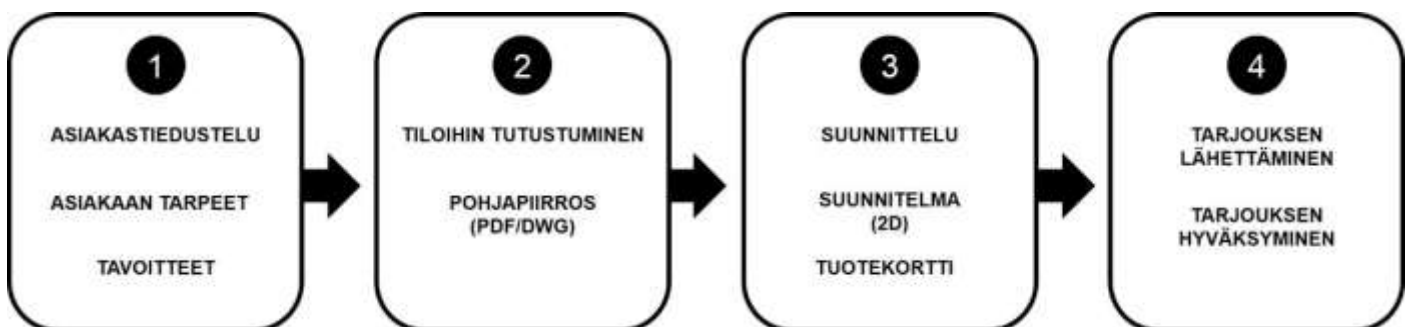 1
ASIAKASTIEDUSTELU
ASIAKAAN TARPEET
TAVOITTEET
2
TILOIHIN TUTUSTUMINEN
POHJAPIIRROS
(PDF/DWG)
3
SUUNNITTELU
SUUNNITELMA
(2D)
TUOTEKORTTI
4
TARJOUKSEN
LÄHETTÄMINEN
TARJOUKSEN
HYVÄKSYMINEN